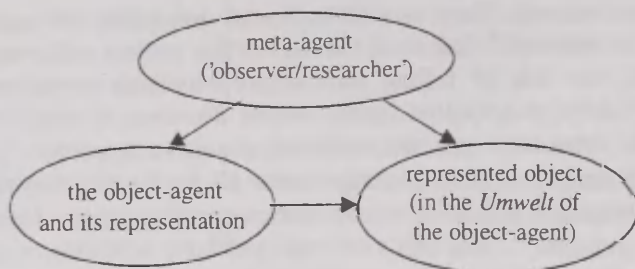 meta-agent
('observer/researcher')
the object-agent
and its representation
represented object
(in the Umwelt of
the object-agent)